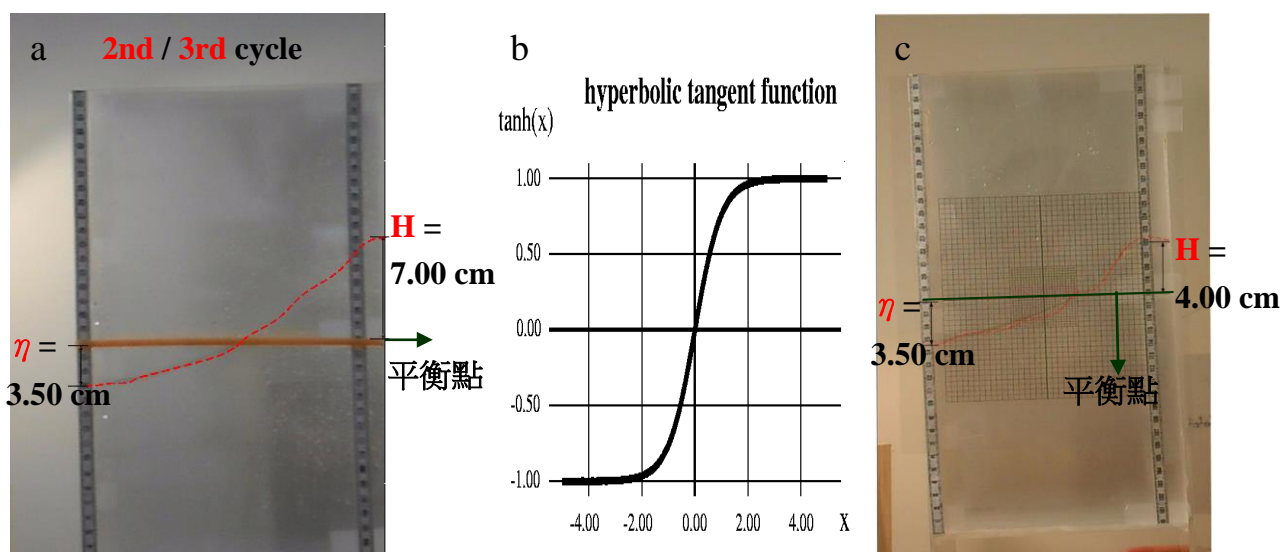 a
2nd / 3rd cycle
H =
7.00 cm
η =
3.50 cm
平衡點
b
hyperbolic tangent function
tanh(x)
1.00
0.50
0.00
-0.50
-1.00
-4.00 -2.00 0.00 2.00 4.00 X
c
H =
4.00 cm
η =
3.50 cm
平衡點